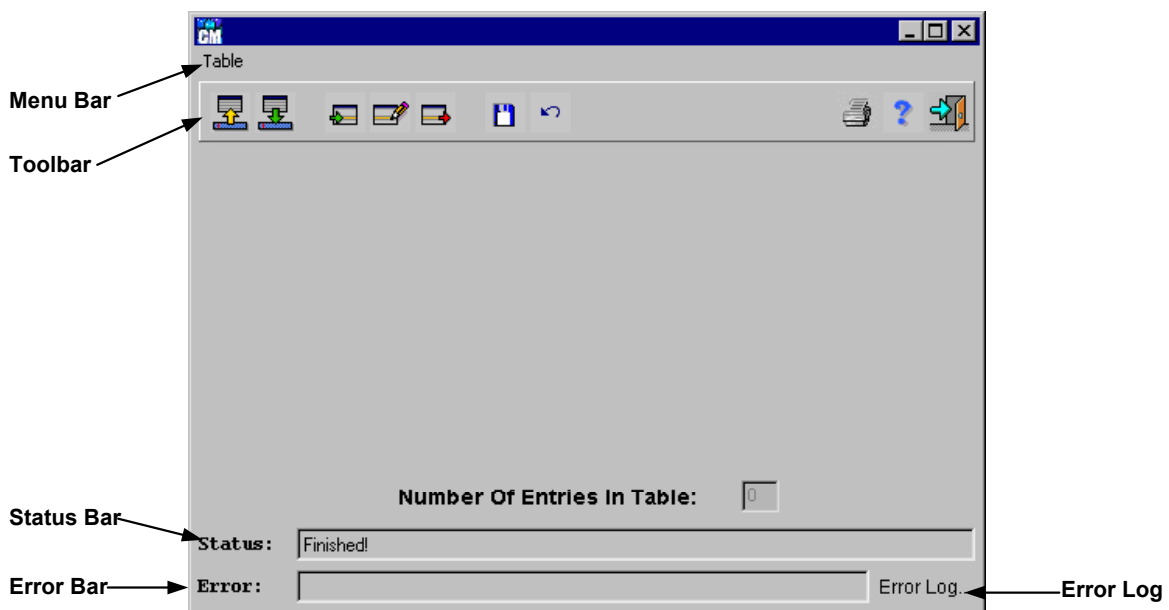 CM
Table
Menu Bar
Toolbar
?
Number Of Entries In Table: 0
Status Bar
Status: Finished!
Error Bar
Error:
Error Log..
Error Log